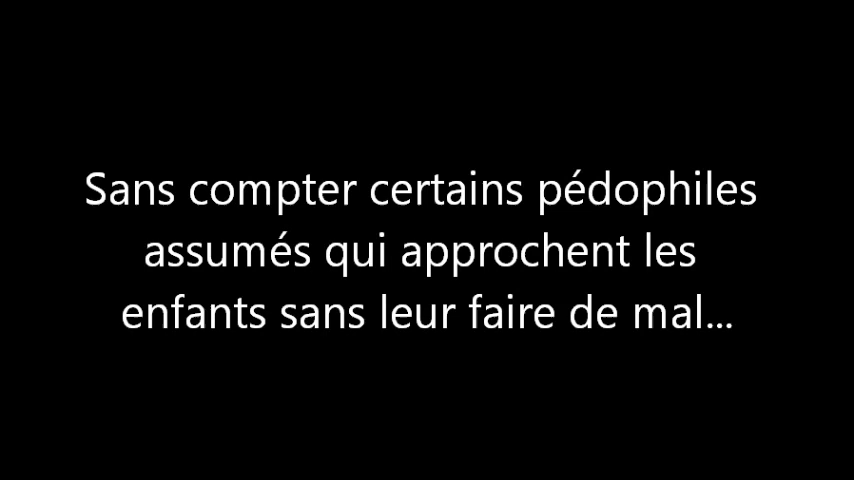 Sans compter certains pédophiles
assumés qui approchent les
enfants sans leur faire de mal...